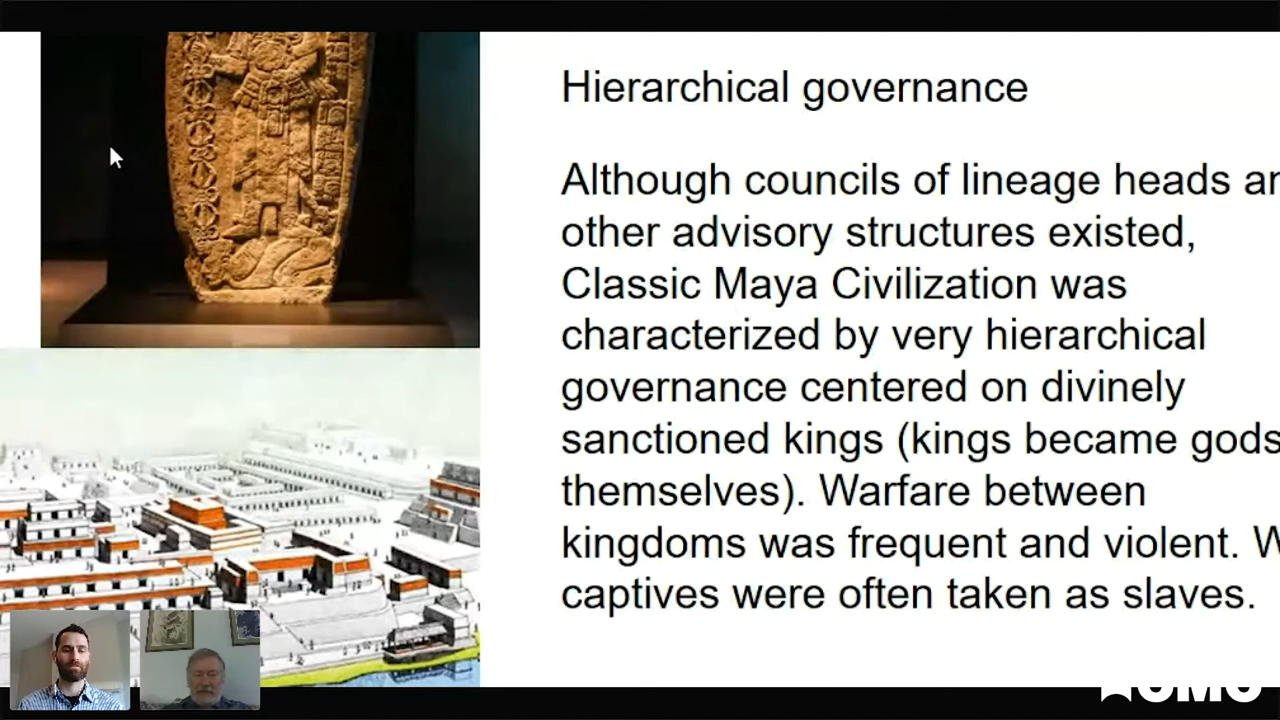 Hierarchical governance
Although councils of lineage heads
other advisory structures existed,
Classic Maya Civilization was
characterized by very hierarchical
governance centered on divinely
sanctioned kings (kings became gods
themselves). Warfare between
kingdoms was frequent and violent.
captives were often taken as slaves.